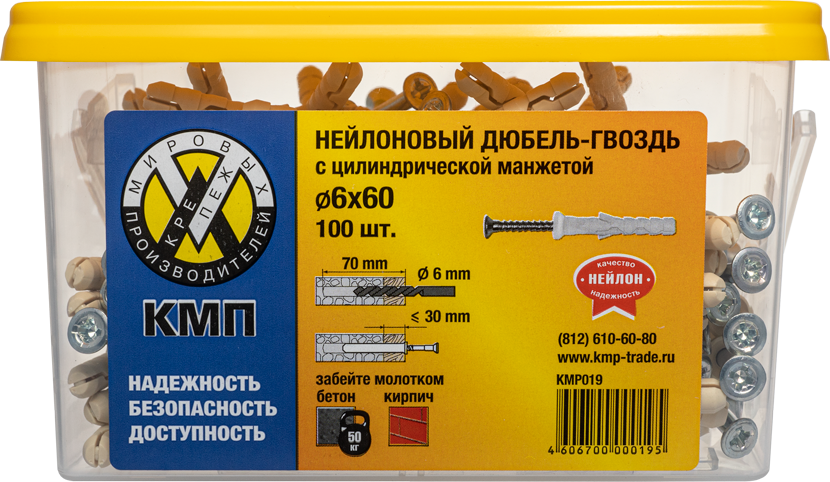 МИРОВЫХ
КРЕПЕЖ
ПРОИЗВОДИТЕЛЕЙ
КМП
НАДЕЖНОСТЬ
БЕЗОПАСНОСТЬ
ДОСТУПНОСТЬ
НЕЙЛОНОВЫЙ ДЮБЕЛЬ-ГВОЗДЬ
с цилиндрической манжетой
ø6x60
100 шт.
70 mm
Ø 6 mm
≤ 30 mm
забейте молотком
бетон
кирпич
50
КГ
качество
НЕЙЛОН
надежность
(812) 610-60-80
www.kmp-trade.ru
KMP019
4 606700 000195